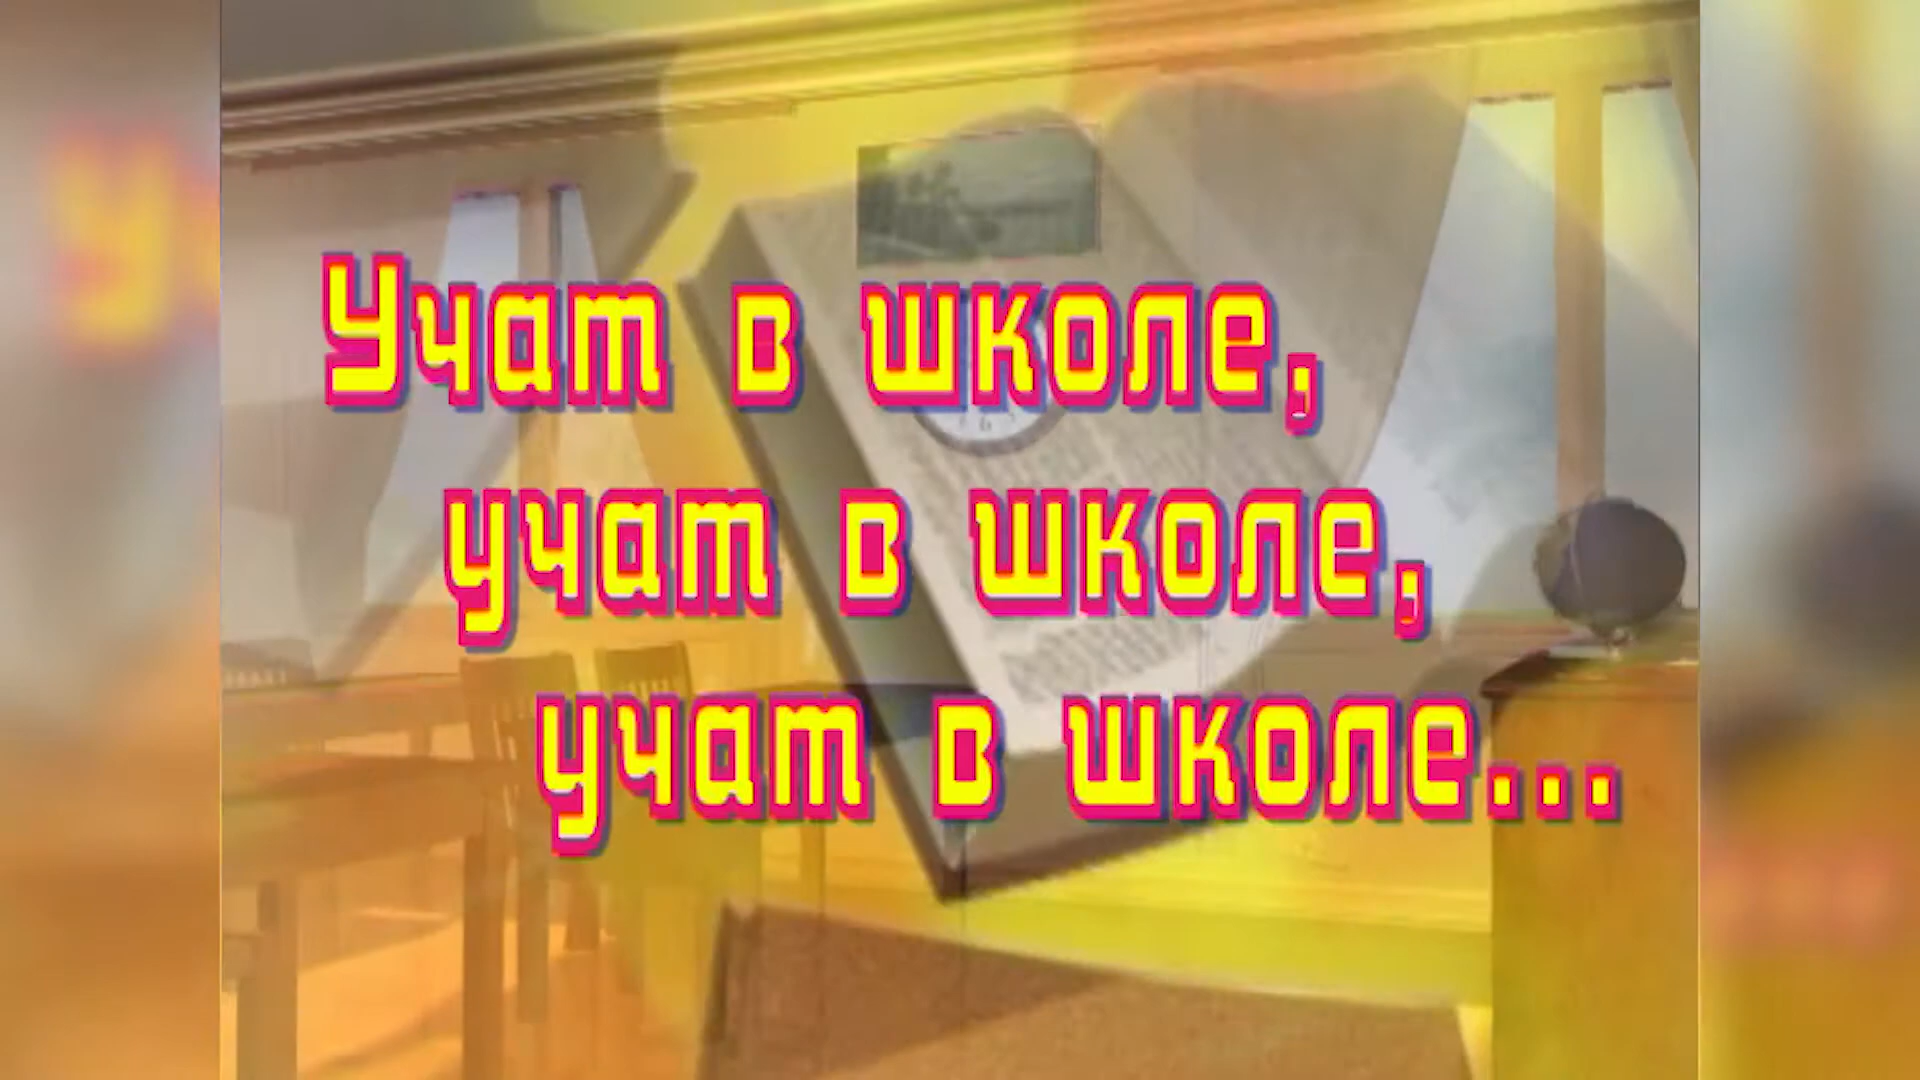 Учат в школе,
учат в школе,
учат в школе...